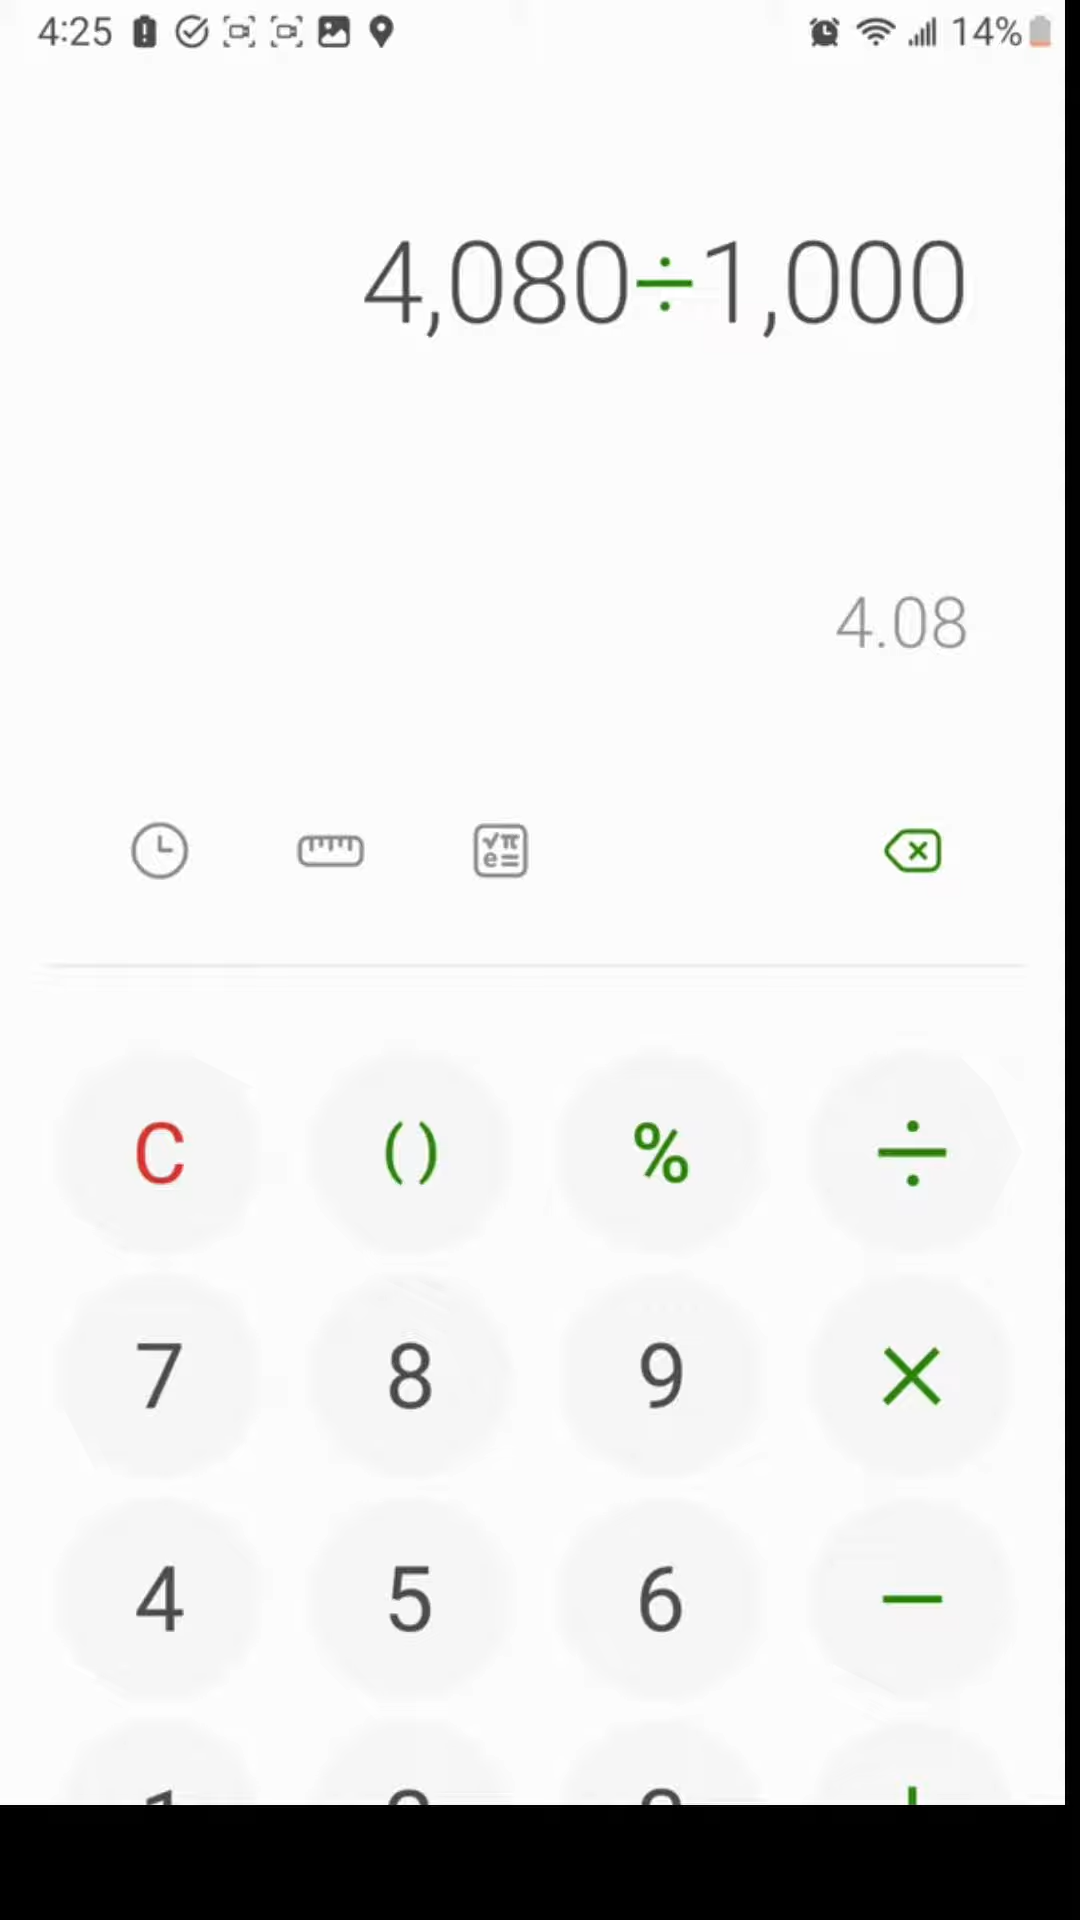 4:25 14%
4,080÷1,000
4.08
√π
e=
C () % ÷
7 8 9 ×
4 5 6 −